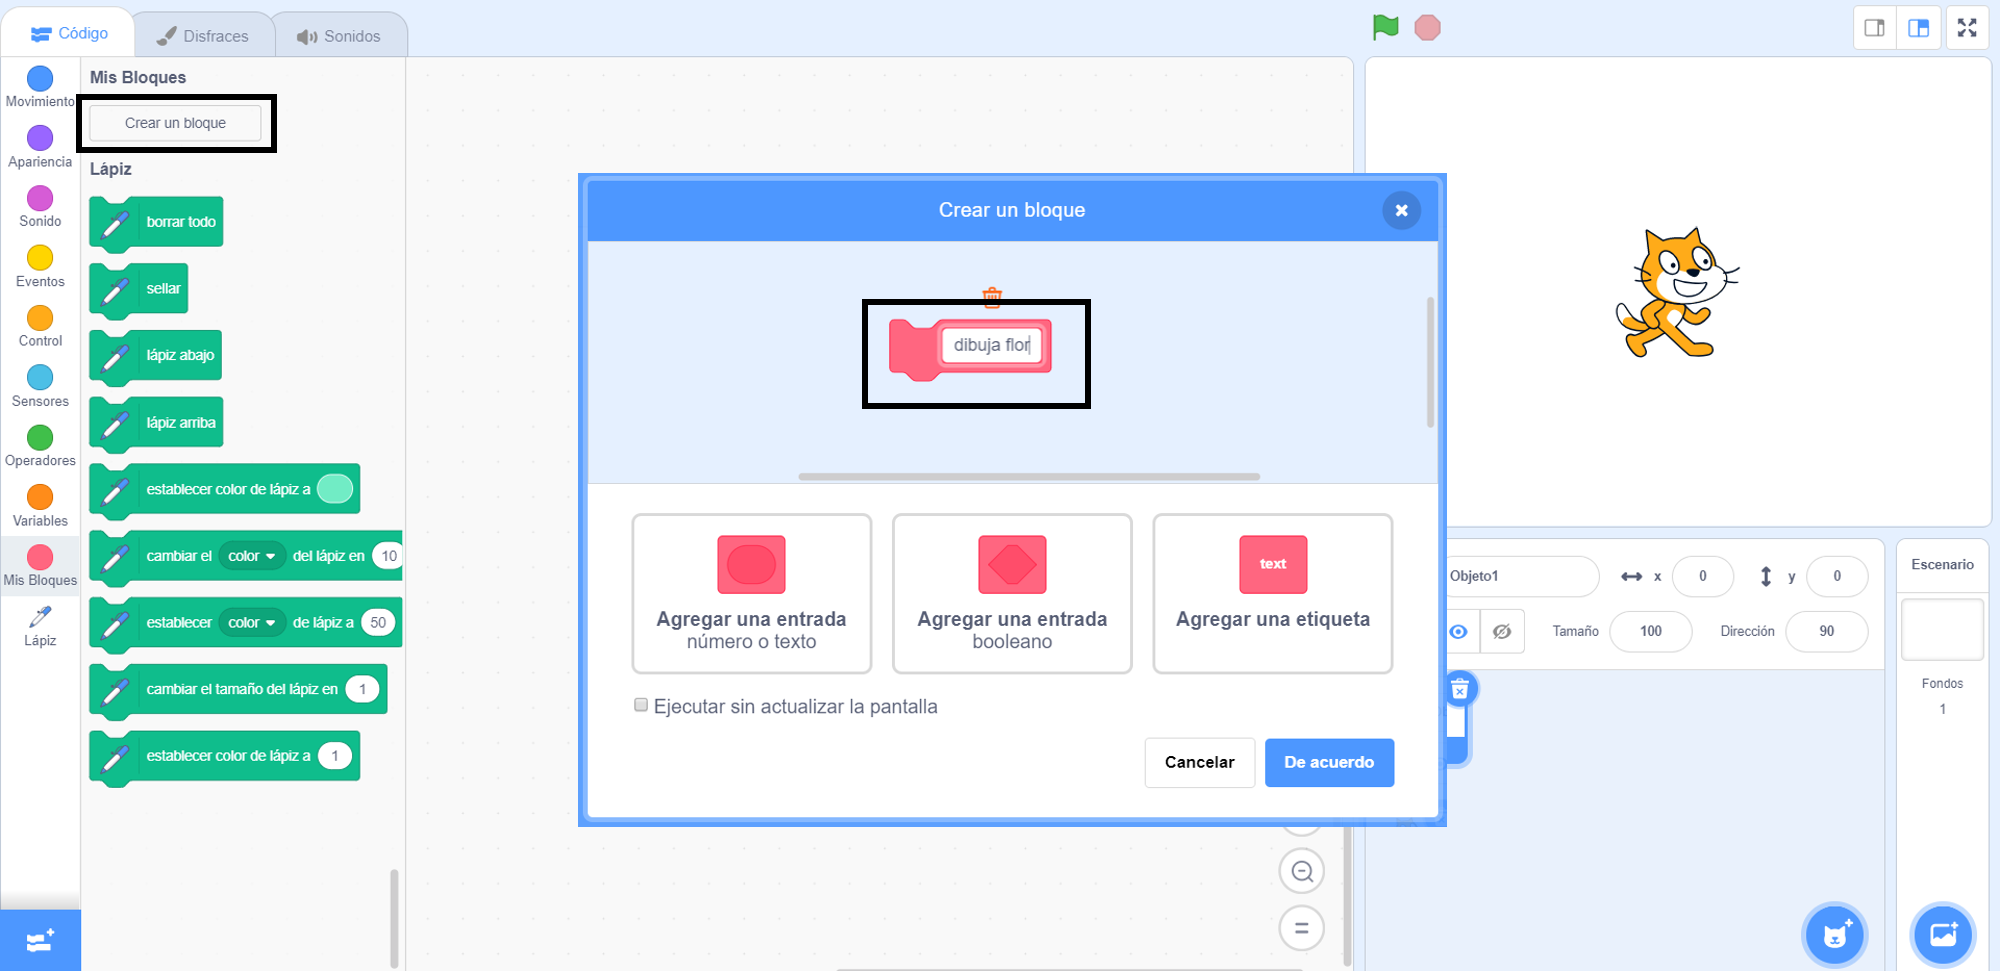 Código
Disfraces
Sonidos
Movimiento
Apariencia
Sonido
Eventos
Control
Sensores
Operadores
Variables
Mis Bloques
Lápiz
Mis Bloques
Crear un bloque
Lápiz
borrar todo
sellar
lápiz abajo
lápiz arriba
establecer color de lápiz a
cambiar el color del lápiz en 10
establecer color de lápiz a 50
cambiar el tamaño del lápiz en 1
establecer color de lápiz a 1
Crear un bloque
dibuja flor
Agregar una entrada
número o texto
Agregar una entrada
booleano
text
Agregar una etiqueta
Ejecutar sin actualizar la pantalla
Cancelar
De acuerdo
Objeto1
x 0
y 0
Tamaño 100
Dirección 90
Escenario
Fondos
1